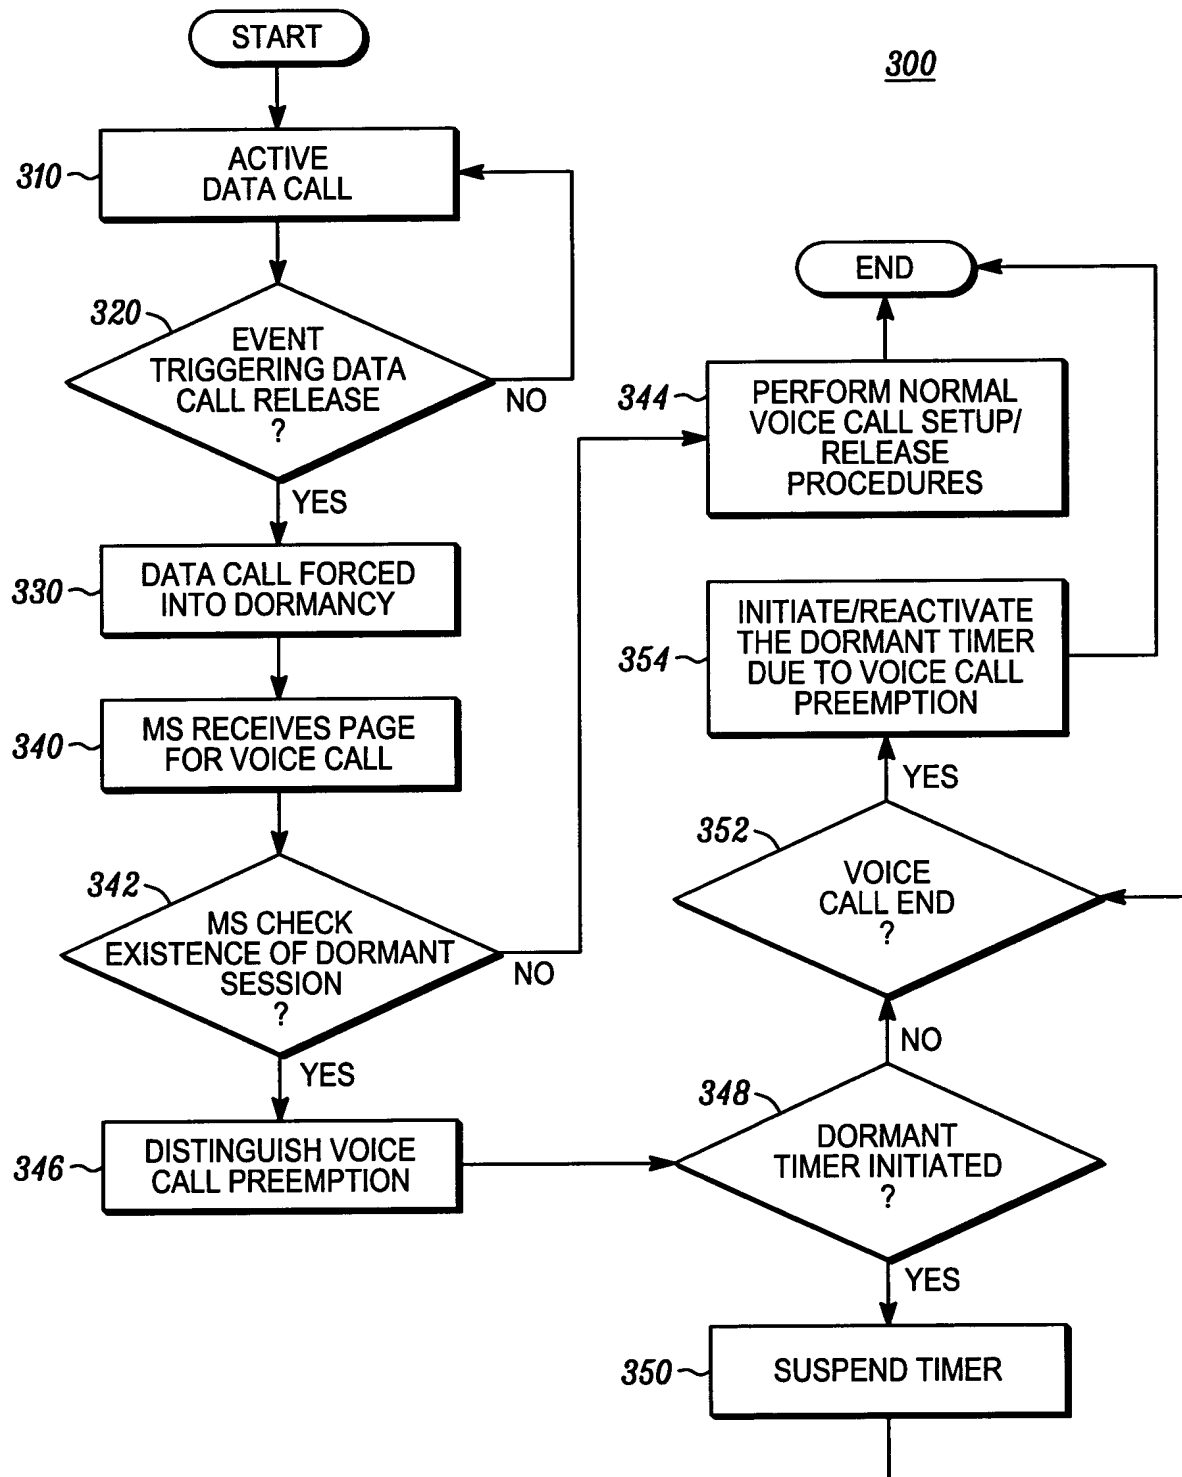 START
300
310
ACTIVE
DATA CALL
320
EVENT
TRIGGERING DATA
CALL RELEASE
?
NO
YES
330
DATA CALL FORCED
INTO DORMANCY
340
MS RECEIVES PAGE
FOR VOICE CALL
342
MS CHECK
EXISTENCE OF DORMANT
SESSION
?
NO
YES
346
DISTINGUISH VOICE
CALL PREEMPTION
END
344
PERFORM NORMAL
VOICE CALL SETUP/
RELEASE
PROCEDURES
354
INITIATE/REACTIVATE
THE DORMANT TIMER
DUE TO VOICE CALL
PREEMPTION
YES
352
VOICE
CALL END
?
NO
348
DORMANT
TIMER INITIATED
?
YES
350
SUSPEND TIMER